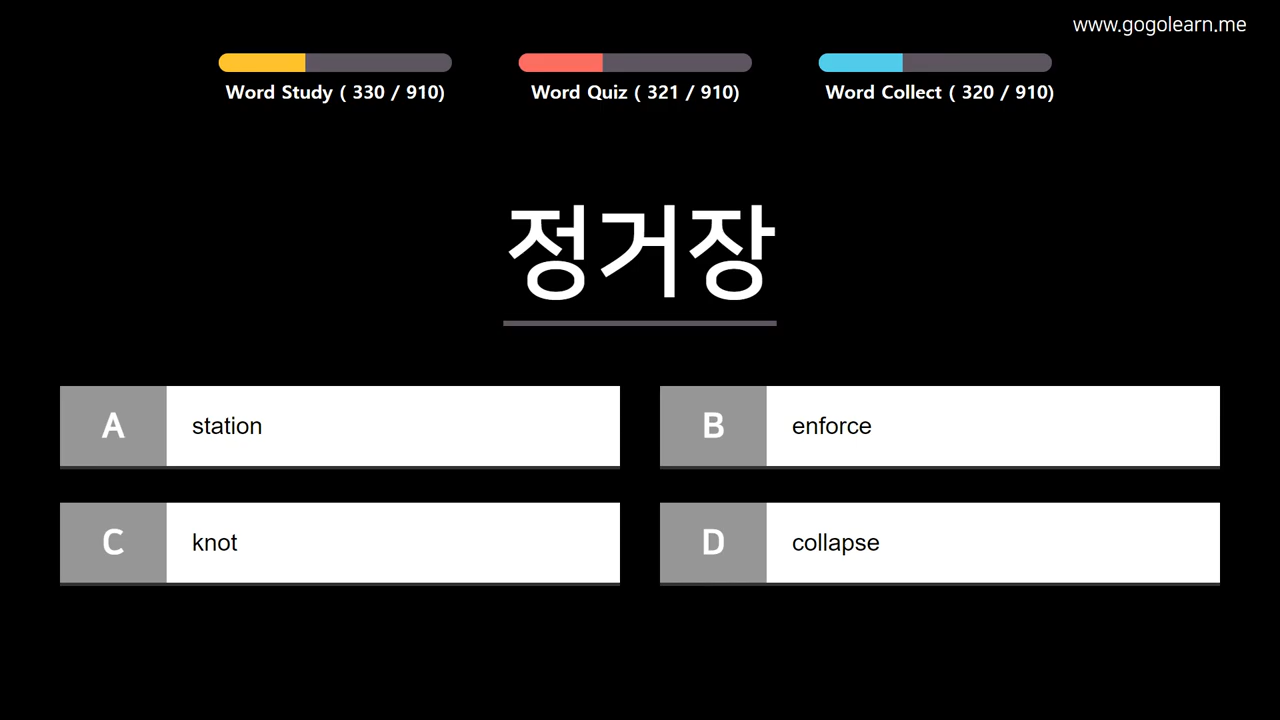 www.gogolearn.me
Word Study ( 330 / 910)
Word Quiz ( 321 / 910)
Word Collect ( 320 / 910)
정거장
A station
B enforce
C knot
D collapse